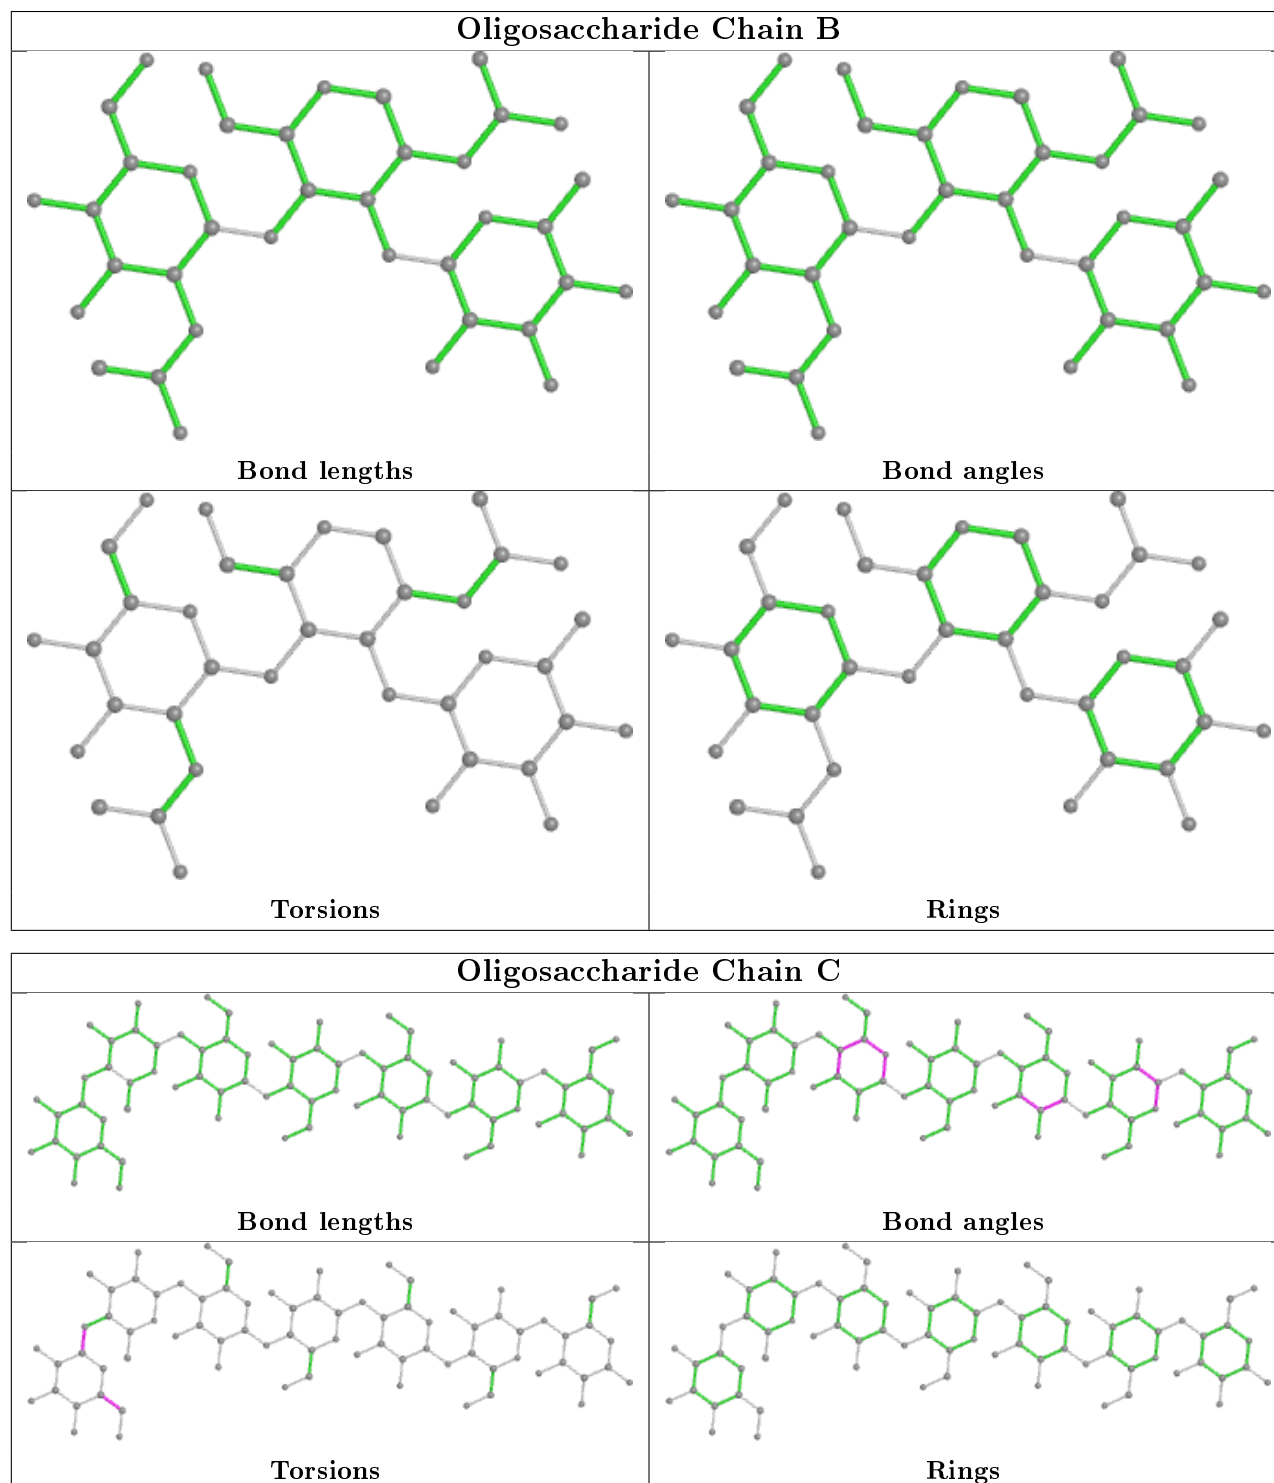 Oligosaccharide Chain B
Bond lengths
Bond angles
Torsions
Rings
Oligosaccharide Chain C
Bond lengths
Bond angles
Torsions
Rings